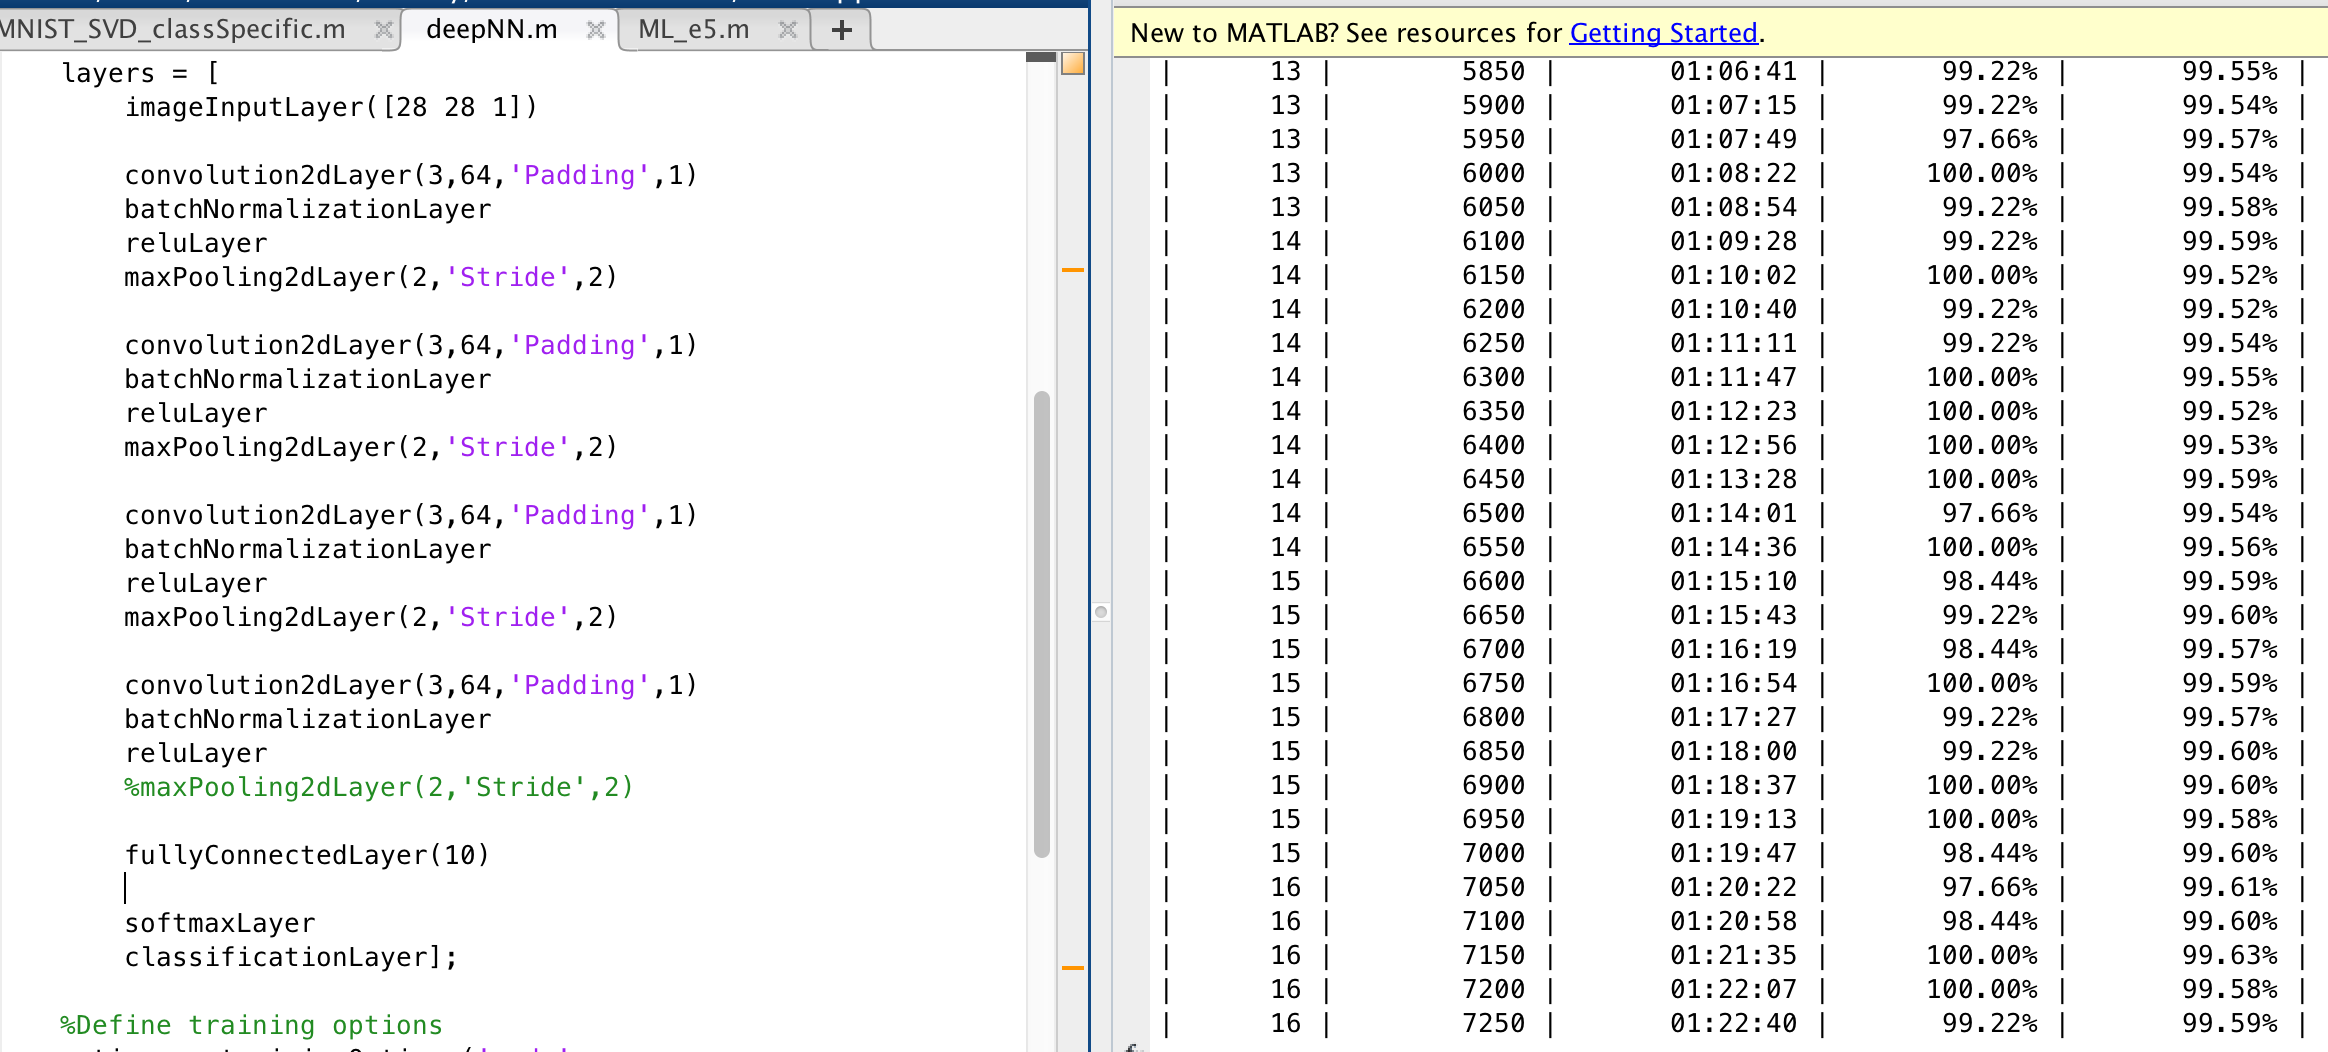 MNIST_SVD_classSpecific.m
deepNN.m
ML_e5.m
+
layers = [
imageInputLayer([28 28 1])
convolution2dLayer(3,64,'Padding',1)
batchNormalizationLayer
reluLayer
maxPooling2dLayer(2,'Stride',2)
convolution2dLayer(3,64,'Padding',1)
batchNormalizationLayer
reluLayer
maxPooling2dLayer(2,'Stride',2)
convolution2dLayer(3,64,'Padding',1)
batchNormalizationLayer
reluLayer
maxPooling2dLayer(2,'Stride',2)
convolution2dLayer(3,64,'Padding',1)
batchNormalizationLayer
reluLayer
%maxPooling2dLayer(2,'Stride',2)
fullyConnectedLayer(10)
softmaxLayer
classificationLayer];
%Define training options
New to MATLAB? See resources for Getting Started.
| 13 | 5850 | 01:06:41 | 99.22% | 99.55% |
| 13 | 5900 | 01:07:15 | 99.22% | 99.54% |
| 13 | 5950 | 01:07:49 | 97.66% | 99.57% |
| 13 | 6000 | 01:08:22 | 100.00% | 99.54% |
| 13 | 6050 | 01:08:54 | 99.22% | 99.58% |
| 14 | 6100 | 01:09:28 | 99.22% | 99.59% |
| 14 | 6150 | 01:10:02 | 100.00% | 99.52% |
| 14 | 6200 | 01:10:40 | 99.22% | 99.52% |
| 14 | 6250 | 01:11:11 | 99.22% | 99.54% |
| 14 | 6300 | 01:11:47 | 100.00% | 99.55% |
| 14 | 6350 | 01:12:23 | 100.00% | 99.52% |
| 14 | 6400 | 01:12:56 | 100.00% | 99.53% |
| 14 | 6450 | 01:13:28 | 100.00% | 99.59% |
| 14 | 6500 | 01:14:01 | 97.66% | 99.54% |
| 14 | 6550 | 01:14:36 | 100.00% | 99.56% |
| 15 | 6600 | 01:15:10 | 98.44% | 99.59% |
| 15 | 6650 | 01:15:43 | 99.22% | 99.60% |
| 15 | 6700 | 01:16:19 | 98.44% | 99.57% |
| 15 | 6750 | 01:16:54 | 100.00% | 99.59% |
| 15 | 6800 | 01:17:27 | 99.22% | 99.57% |
| 15 | 6850 | 01:18:00 | 99.22% | 99.60% |
| 15 | 6900 | 01:18:37 | 100.00% | 99.60% |
| 15 | 6950 | 01:19:13 | 100.00% | 99.58% |
| 15 | 7000 | 01:19:47 | 98.44% | 99.60% |
| 16 | 7050 | 01:20:22 | 97.66% | 99.61% |
| 16 | 7100 | 01:20:58 | 98.44% | 99.60% |
| 16 | 7150 | 01:21:35 | 100.00% | 99.63% |
| 16 | 7200 | 01:22:07 | 100.00% | 99.58% |
| 16 | 7250 | 01:22:40 | 99.22% | 99.59% |